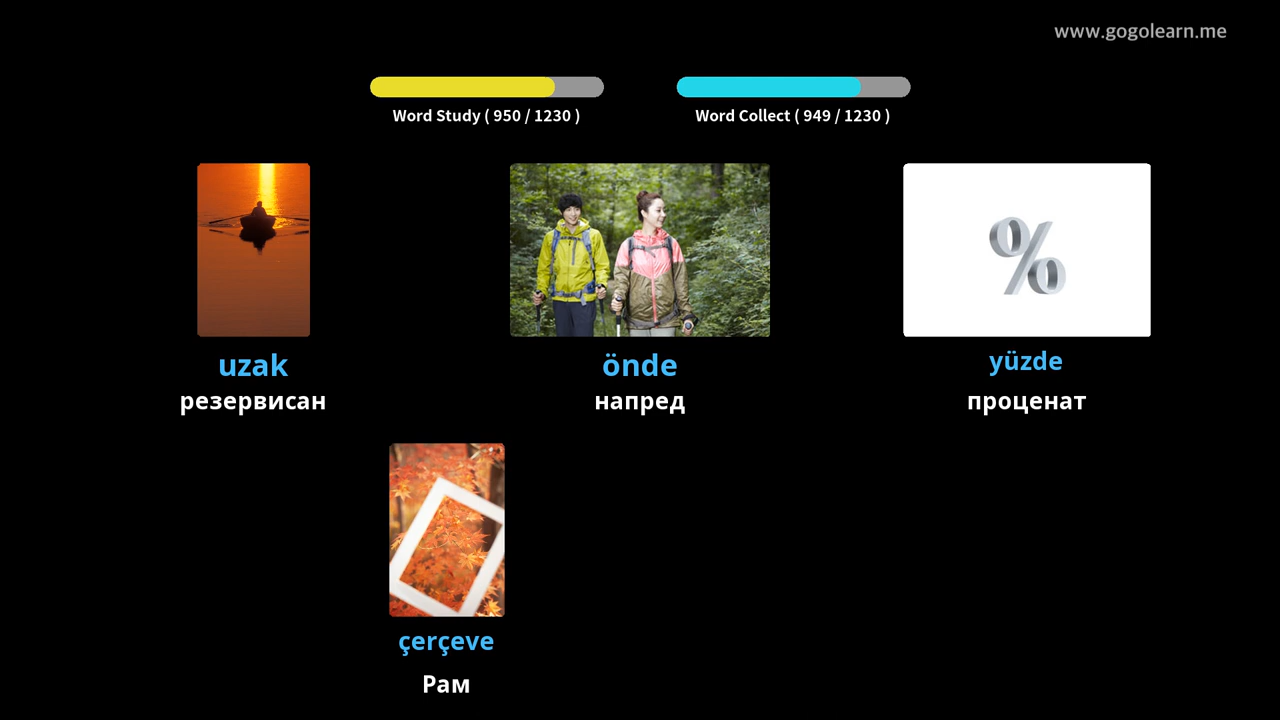 www.gogolearn.me
Word Study ( 950 / 1230 )
Word Collect ( 949 / 1230 )
uzak
önde
yüzde
резервисан
напред
проценат
çerçeve
Рам